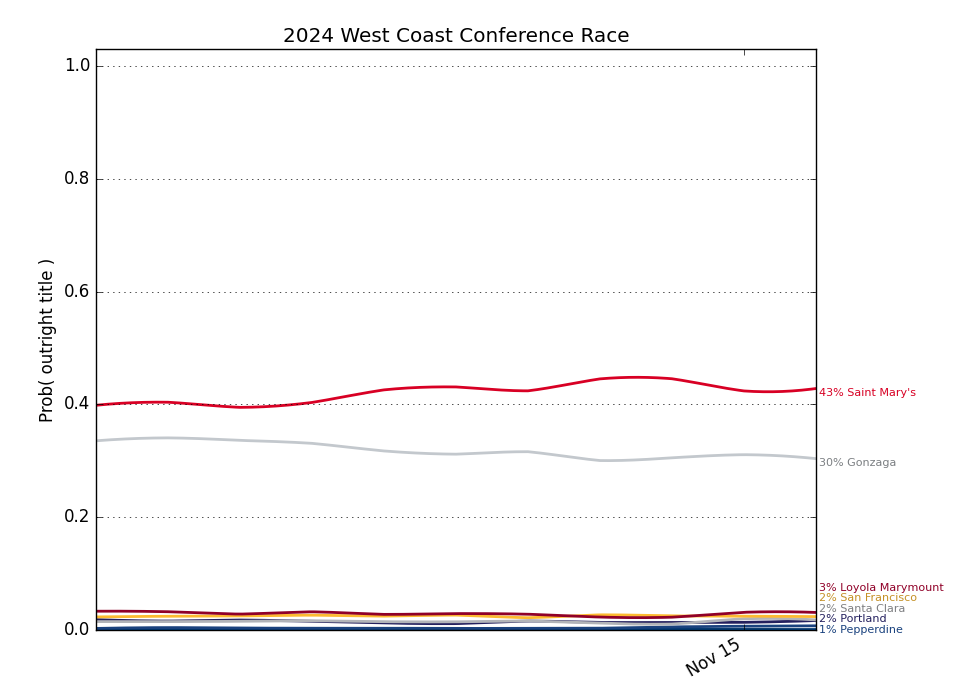 2024 West Coast Conference Race
Prob( outright title )
1.0
0.8
0.6
0.4
0.2
0.0
43% Saint Mary's
30% Gonzaga
3% Loyola Marymount
2% San Francisco
2% Santa Clara
2% Portland
1% Pepperdine
Nov 15